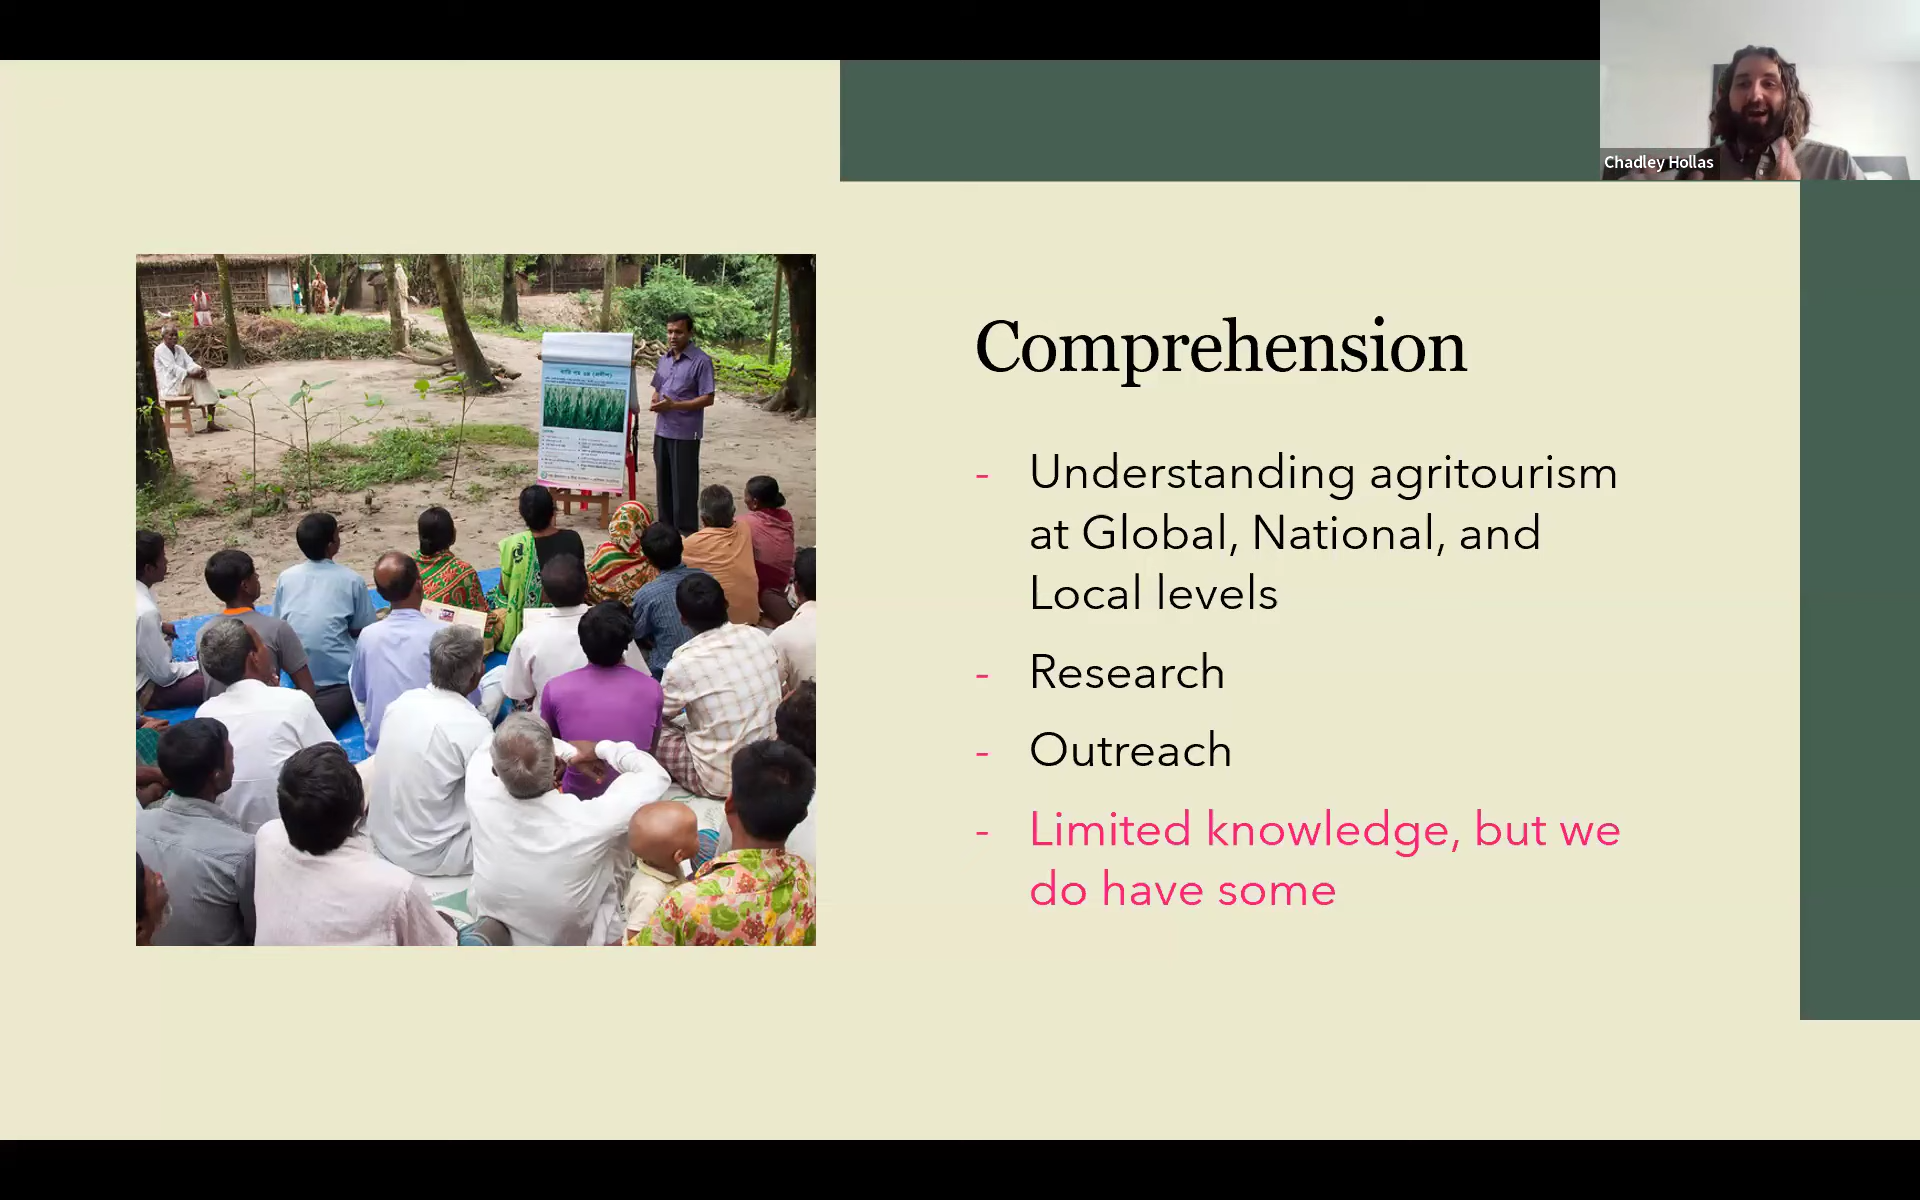 Chadley Hollas
Comprehension
- Understanding agritourism
at Global, National, and
Local levels
- Research
- Outreach
- Limited knowledge, but we
do have some